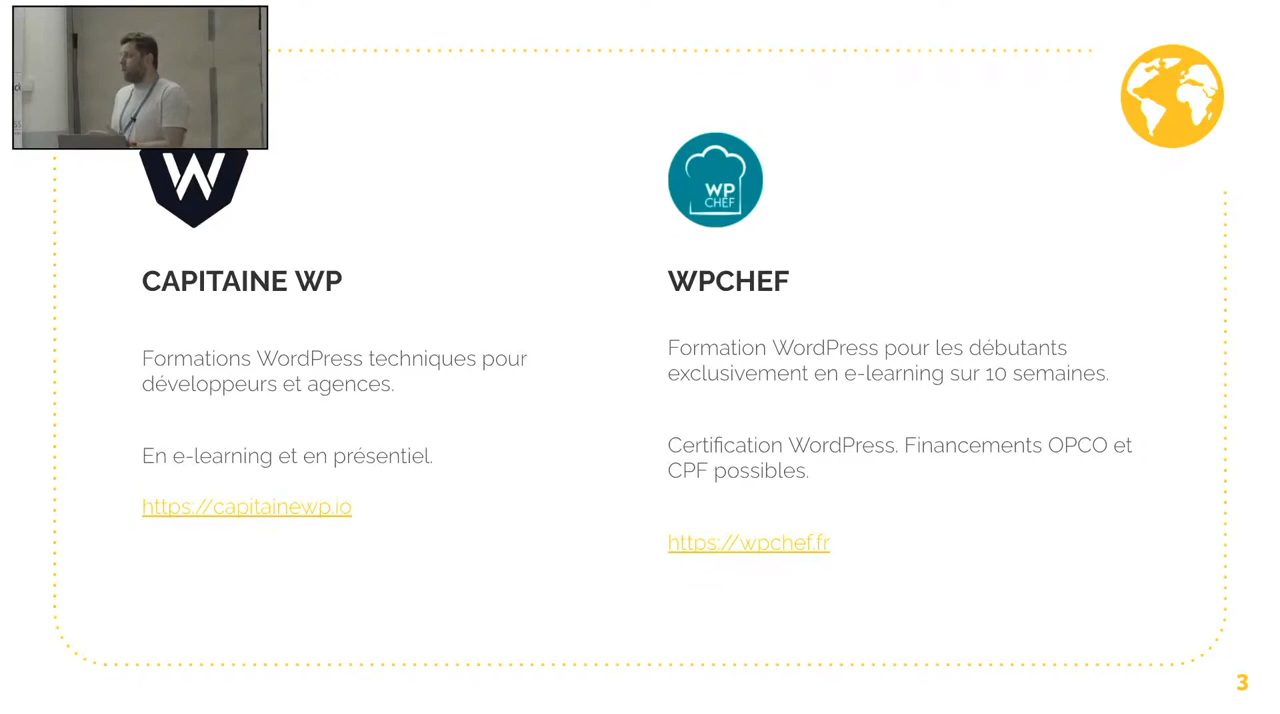 W
CAPITAINE WP
Formations WordPress techniques pour
développeurs et agences.
En e-learning et en présentiel.
https://capitainewp.io
WP
CHEF
WPCHEF
Formation WordPress pour les débutants
exclusivement en e-learning sur 10 semaines.
Certification WordPress. Financements OPCO et
CPF possibles.
https://wpchef.fr
3